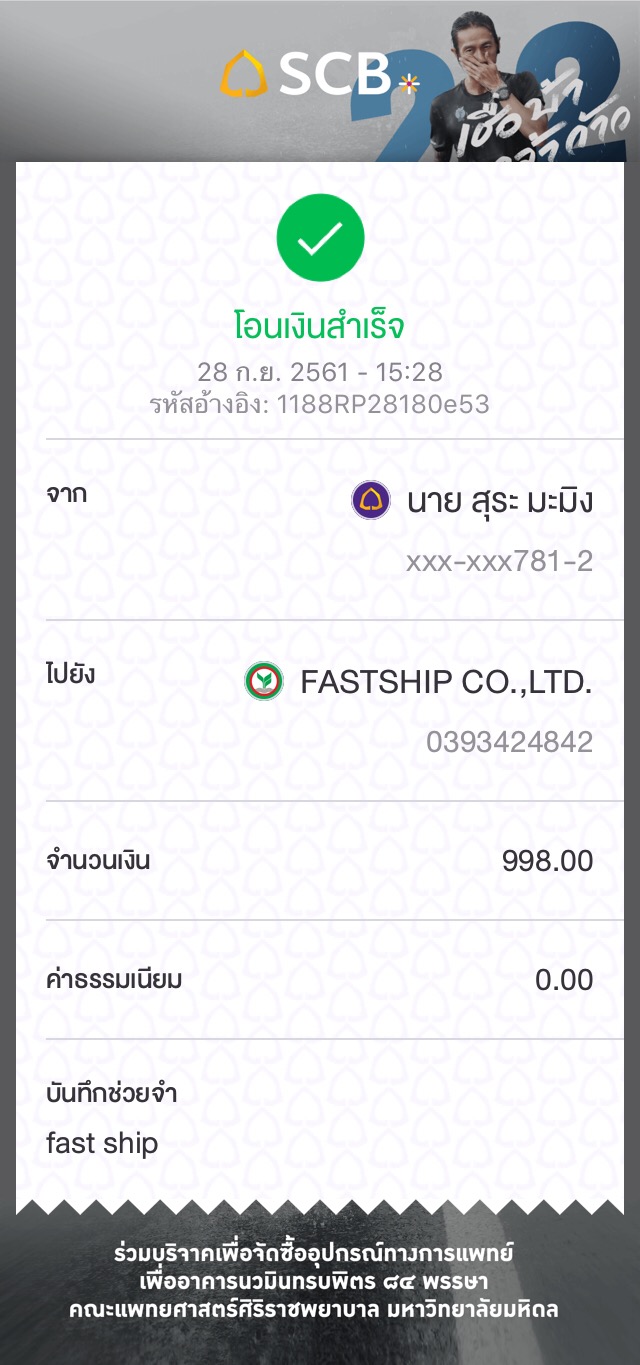 SCB
22
เชื่อบ้า
โอนเงินสำเร็จ
28 ก.ย. 2561 - 15:28
รหัสอ้างอิง: 1188RP28180e53
จาก
นาย สุระ มะมิง
xxx-xxx781-2
ไปยัง
FASTSHIP CO.,LTD.
0393424842
จำนวนเงิน
998.00
ค่าธรรมเนียม
0.00
บันทึกช่วยจำ
fast ship
ร่วมบริจาคเพื่อจัดซื้ออุปกรณ์ทางการแพทย์
เพื่ออาคารนวมินทรบพิตร ๘๔ พรรษา
คณะแพทยศาสตร์ศิริราชพยาบาล มหาวิทยาลัยมหิดล